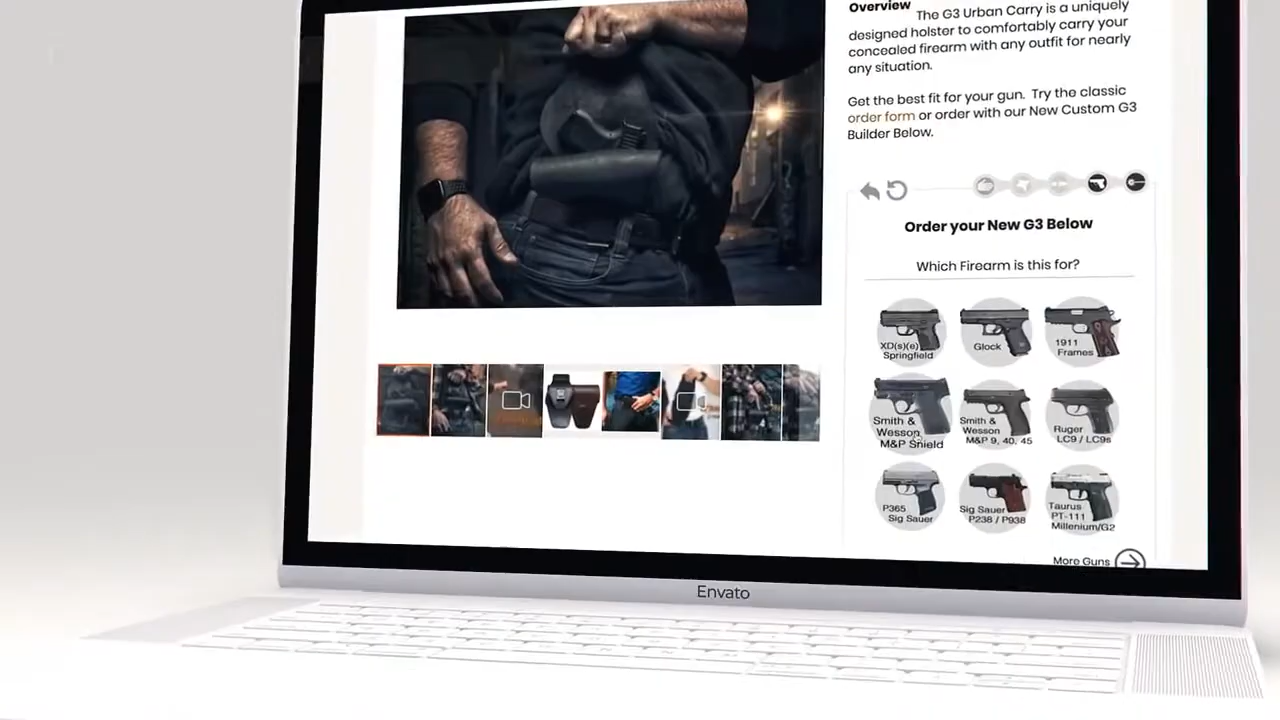 Overview
The G3 Urban Carry is a uniquely
designed holster to comfortably carry your
concealed firearm with any outfit for nearly
any situation.
Get the best fit for your gun. Try the classic
order form or order with our New Custom G3
Builder Below.
Order your New G3 Below
Which Firearm is this for?
XD(s)(e)
Springfield
Glock
1911
Frames
Smith &
Wesson
M&P Shield
Smith &
Wesson
M&P 9, 40, 45
Ruger
LC9 / LC9s
P365
Sig Sauer
Sig Sauer
P238 / P938
Taurus
PT-111
Millenium/G2
More Guns
Envato